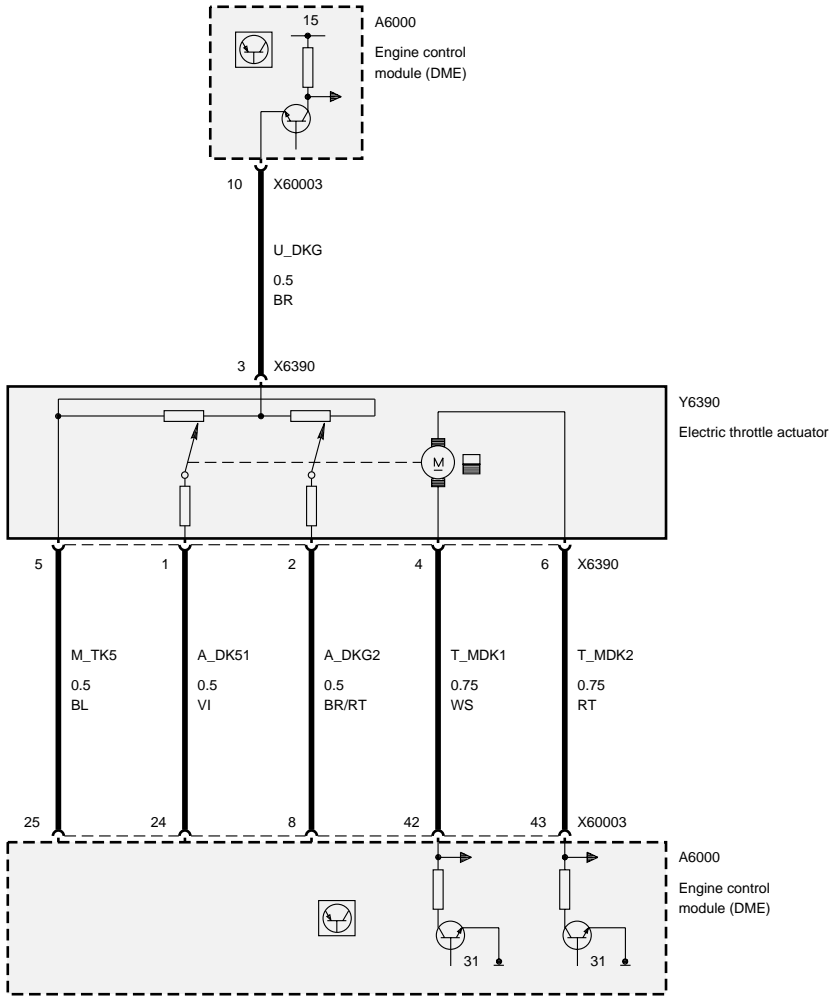 15
A6000
Engine control
module (DME)
10 X60003
U_DKG
0.5
BR
3 X6390
Y6390
Electric throttle actuator
M
5 1 2 4 6 X6390
M_TK5 A_DK51 A_DKG2 T_MDK1 T_MDK2
0.5 0.5 0.5 0.75 0.75
BL VI BR/RT WS RT
25 24 8 42 43 X60003
A6000
Engine control
module (DME)
31 31